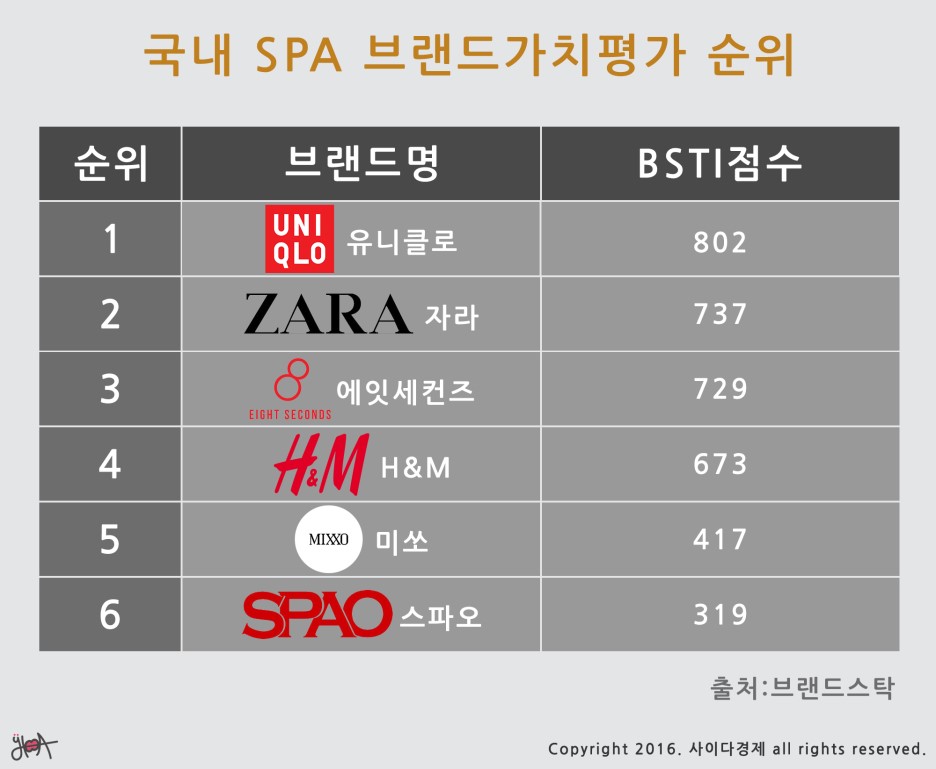 국내 SPA 브랜드가치평가 순위
순위 브랜드명 BSTI점수
1 UNI QLO 유니클로 802
2 ZARA 자라 737
3 8 EIGHT SECONDS 에잇세컨즈 729
4 H&M H&M 673
5 MIXXO 미쏘 417
6 SPAO 스파오 319
출처:브랜드스탁
Copyright 2016. 사이다경제 all rights reserved.